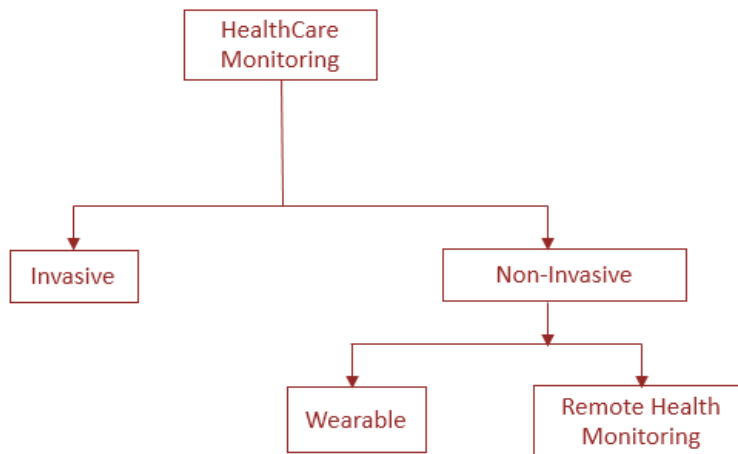 HealthCare
Monitoring
Invasive
Non-Invasive
Wearable
Remote Health
Monitoring